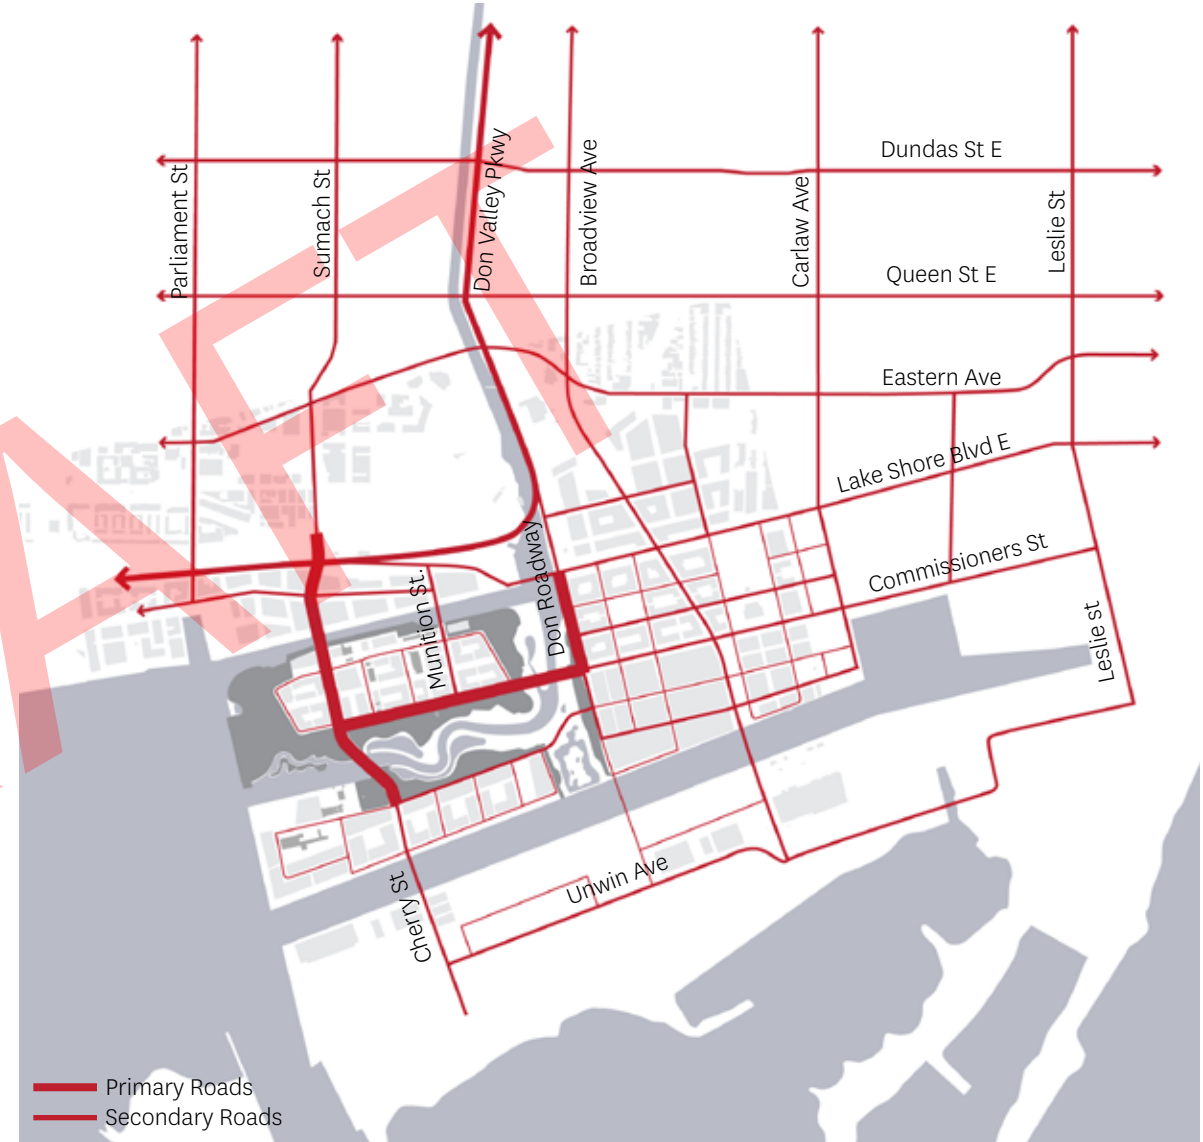 Dundas St E
Parliament St
Sumach St
Don Valley Pkwy
Broadview Ave
Carlaw Ave
Leslie St
Queen St E
Eastern Ave
Lake Shore Blvd E
Don Roadway
Commissioners St
Munition St.
Leslie st
Unwin Ave
Cherry St
Primary Roads
Secondary Roads
AFT